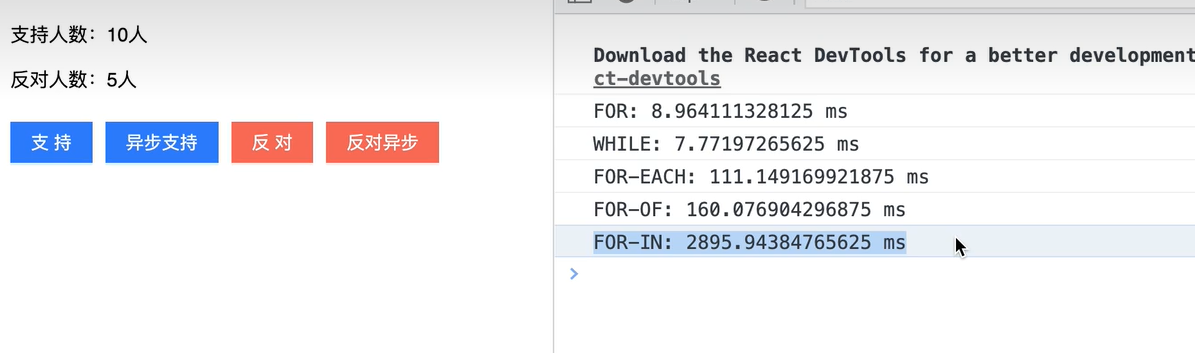 支持人数：10人
反对人数：5人
支 持
异步支持
反 对
反对异步
Download the React DevTools for a better development
ct-devtools
FOR: 8.964111328125 ms
WHILE: 7.77197265625 ms
FOR-EACH: 111.149169921875 ms
FOR-OF: 160.076904296875 ms
FOR-IN: 2895.94384765625 ms